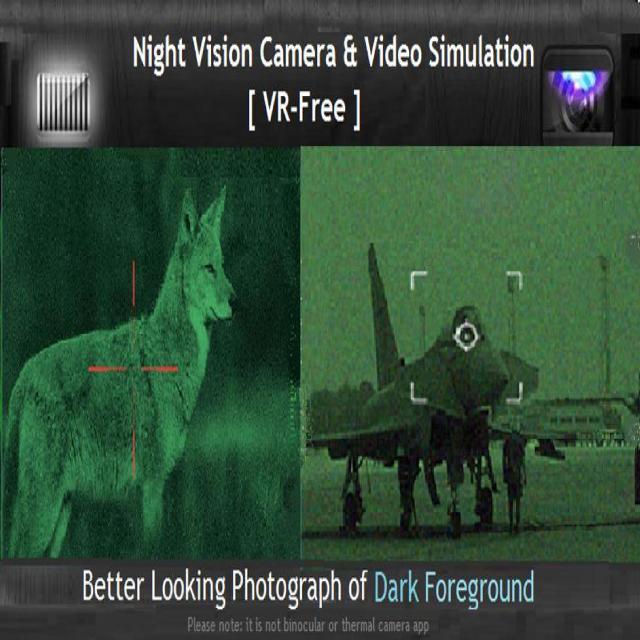 Night Vision Camera & Video Simulation
[ VR-Free ]
Better Looking Photograph of Dark Foreground
Please note: it is not binocular or thermal camera app